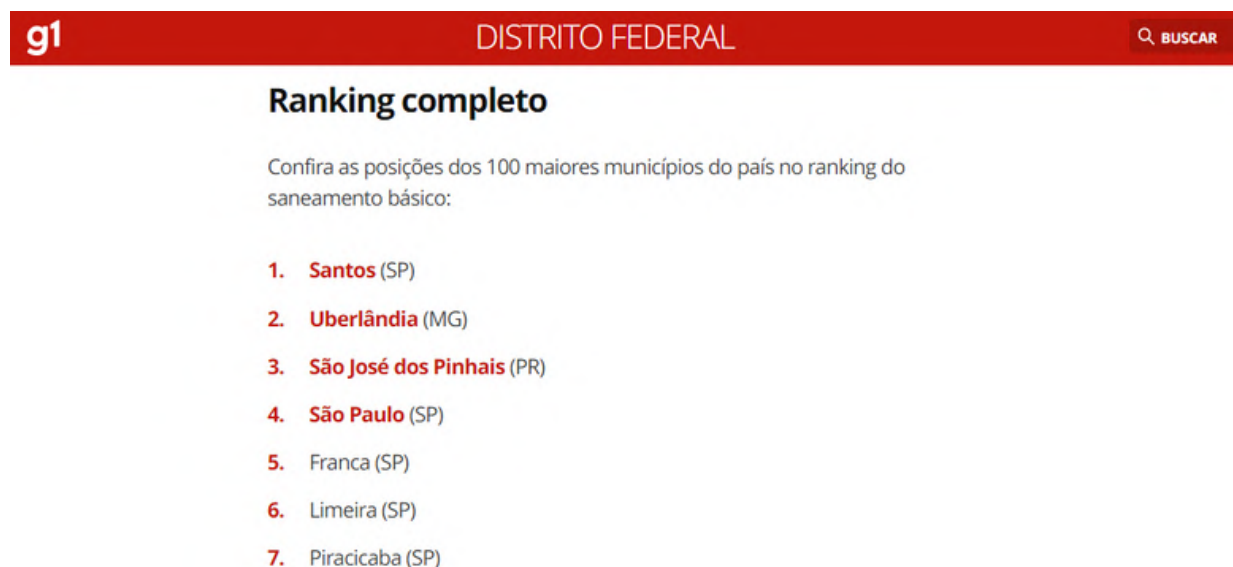 g1
DISTRITO FEDERAL
BUSCAR
Ranking completo
Confira as posições dos 100 maiores municípios do país no ranking do
saneamento básico:
1. Santos (SP)
2. Uberlândia (MG)
3. São José dos Pinhais (PR)
4. São Paulo (SP)
5. Franca (SP)
6. Limeira (SP)
7. Piracicaba (SP)